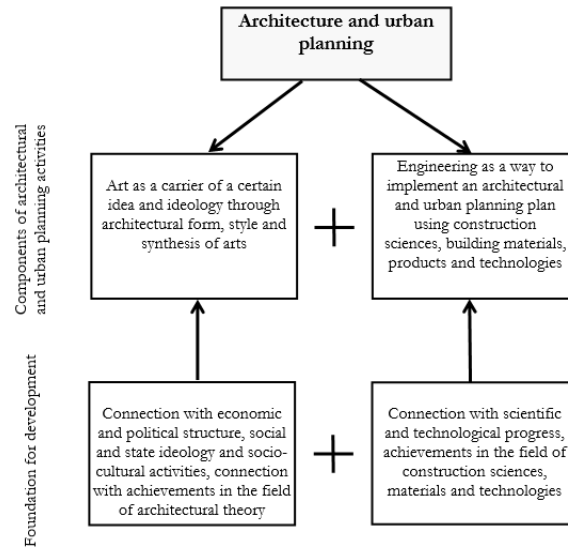 Architecture and urban
planning
Components of architectural
and urban planning activities
Art as a carrier of a certain
idea and ideology through
architectural form, style and
synthesis of arts
+
Engineering as a way to
implement an architectural
and urban planning plan
using construction
sciences, building materials,
products and technologies
Foundation for development
Connection with economic
and political structure, social
and state ideology and socio-
cultural activities, connection
with achievements in the field
of architectural theory
+
Connection with scientific
and technological progress,
achievements in the field of
construction sciences,
materials and technologies